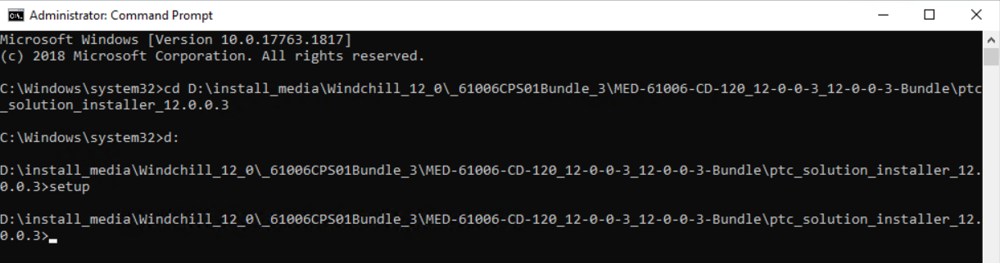 Administrator: Command Prompt
Microsoft Windows [Version 10.0.17763.1817]
(c) 2018 Microsoft Corporation. All rights reserved.
C:\Windows\system32>cd D:\install_media\Windchill_12_0\_61006CPS01Bundle_3\MED-61006-CD-120_12-0-0-3_12-0-0-3-Bundle\ptc
_solution_installer_12.0.0.3
C:\Windows\system32>d:
D:\install_media\Windchill_12_0\_61006CPS01Bundle_3\MED-61006-CD-120_12-0-0-3_12-0-0-3-Bundle\ptc_solution_installer_12.
0.0.3>setup
D:\install_media\Windchill_12_0\_61006CPS01Bundle_3\MED-61006-CD-120_12-0-0-3_12-0-0-3-Bundle\ptc_solution_installer_12.
0.0.3>